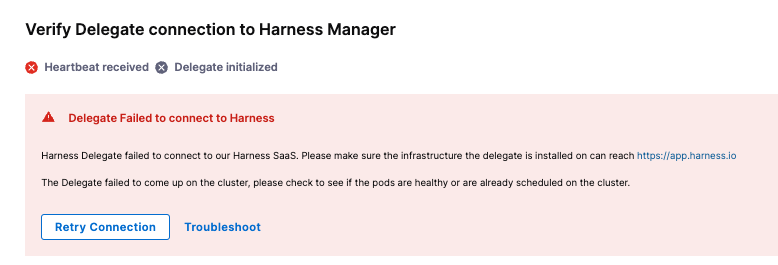 Verify Delegate connection to Harness Manager
Heartbeat received Delegate initialized
Delegate Failed to connect to Harness
Harness Delegate failed to connect to our Harness SaaS. Please make sure the infrastructure the delegate is installed on can reach https://app.harness.io
The Delegate failed to come up on the cluster, please check to see if the pods are healthy or are already scheduled on the cluster.
Retry Connection Troubleshoot